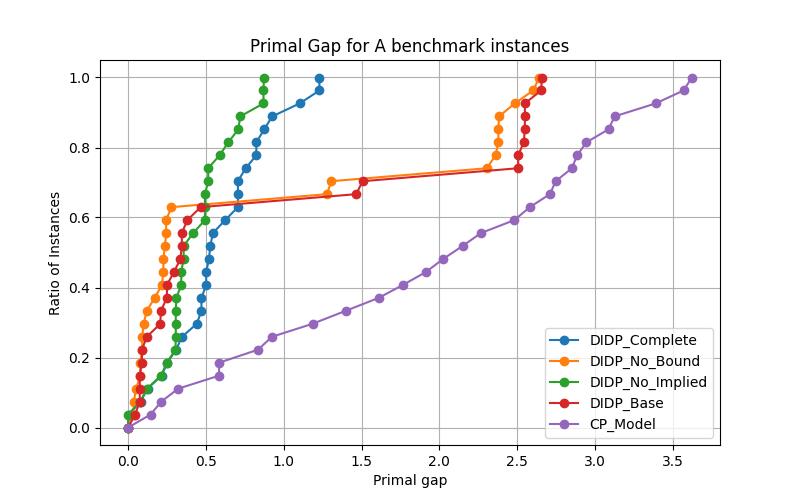 Primal Gap for A benchmark instances
Ratio of Instances
1.0
0.8
0.6
0.4
0.2
0.0
0.0 0.5 1.0 1.5 2.0 2.5 3.0 3.5
Primal gap
DIDP_Complete
DIDP_No_Bound
DIDP_No_Implied
DIDP_Base
CP_Model